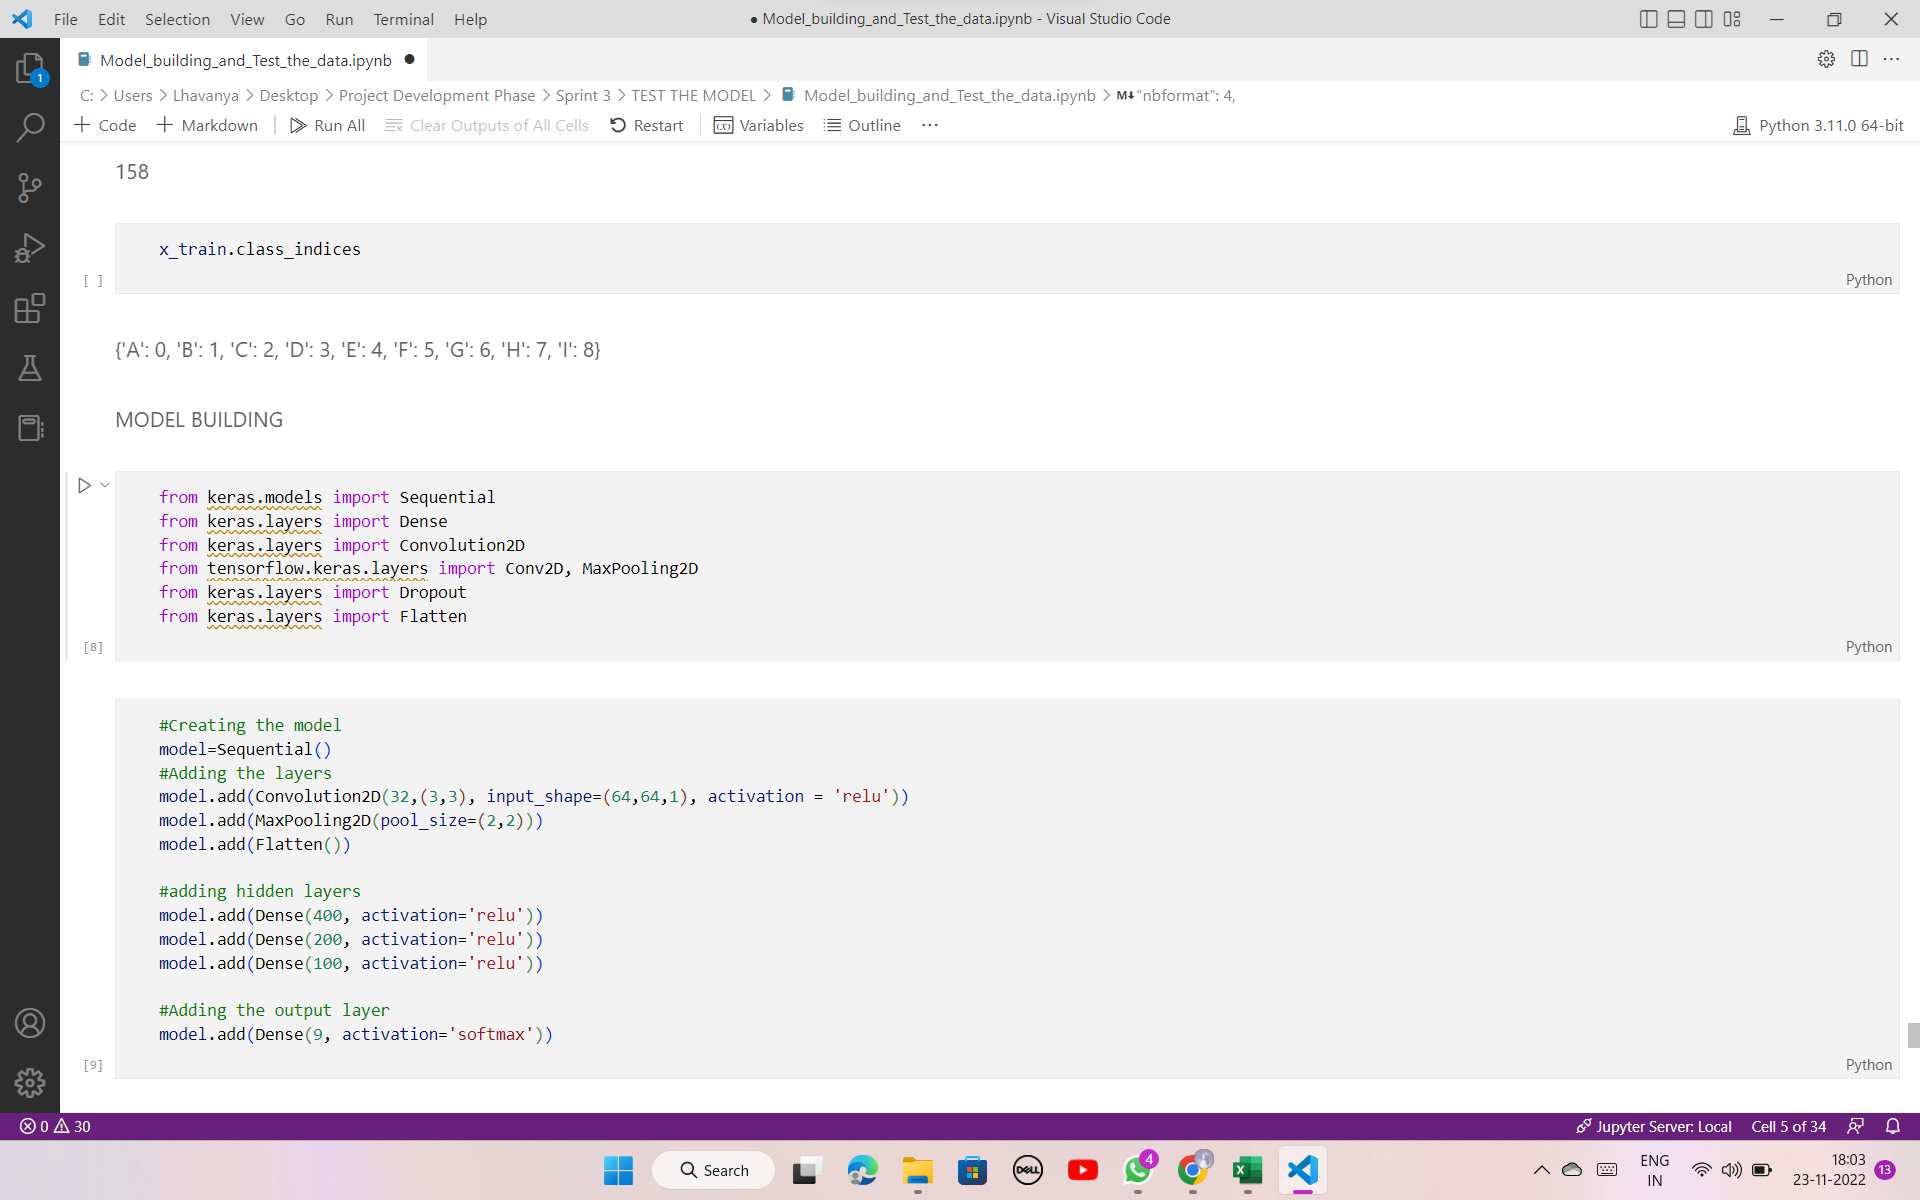 File Edit Selection View Go Run Terminal Help
● Model_building_and_Test_the_data.ipynb - Visual Studio Code
Model_building_and_Test_the_data.ipynb ●
1
C: > Users > Lhavanya > Desktop > Project Development Phase > Sprint 3 > TEST THE MODEL > Model_building_and_Test_the_data.ipynb > M↓"nbformat": 4,
+ Code + Markdown Run All Clear Outputs of All Cells Restart Variables Outline ··· Python 3.11.0 64-bit
158
x_train.class_indices
[ ] Python
{'A': 0, 'B': 1, 'C': 2, 'D': 3, 'E': 4, 'F': 5, 'G': 6, 'H': 7, 'I': 8}
MODEL BUILDING
from keras.models import Sequential
from keras.layers import Dense
from keras.layers import Convolution2D
from tensorflow.keras.layers import Conv2D, MaxPooling2D
from keras.layers import Dropout
from keras.layers import Flatten
[8] Python
#Creating the model
model=Sequential()
#Adding the layers
model.add(Convolution2D(32,(3,3), input_shape=(64,64,1), activation = 'relu'))
model.add(MaxPooling2D(pool_size=(2,2)))
model.add(Flatten())
#adding hidden layers
model.add(Dense(400, activation='relu'))
model.add(Dense(200, activation='relu'))
model.add(Dense(100, activation='relu'))
#Adding the output layer
model.add(Dense(9, activation='softmax'))
[9] Python
0 30 Jupyter Server: Local Cell 5 of 34
Search DELL 4 ENG 18:03 13
IN 23-11-2022